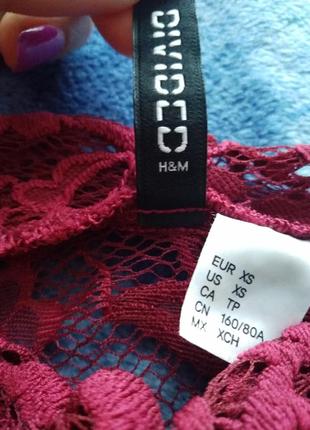 DIVIDED
H&M
EUR XS
US XS
CA TP
CN 160/80A
MX XCH